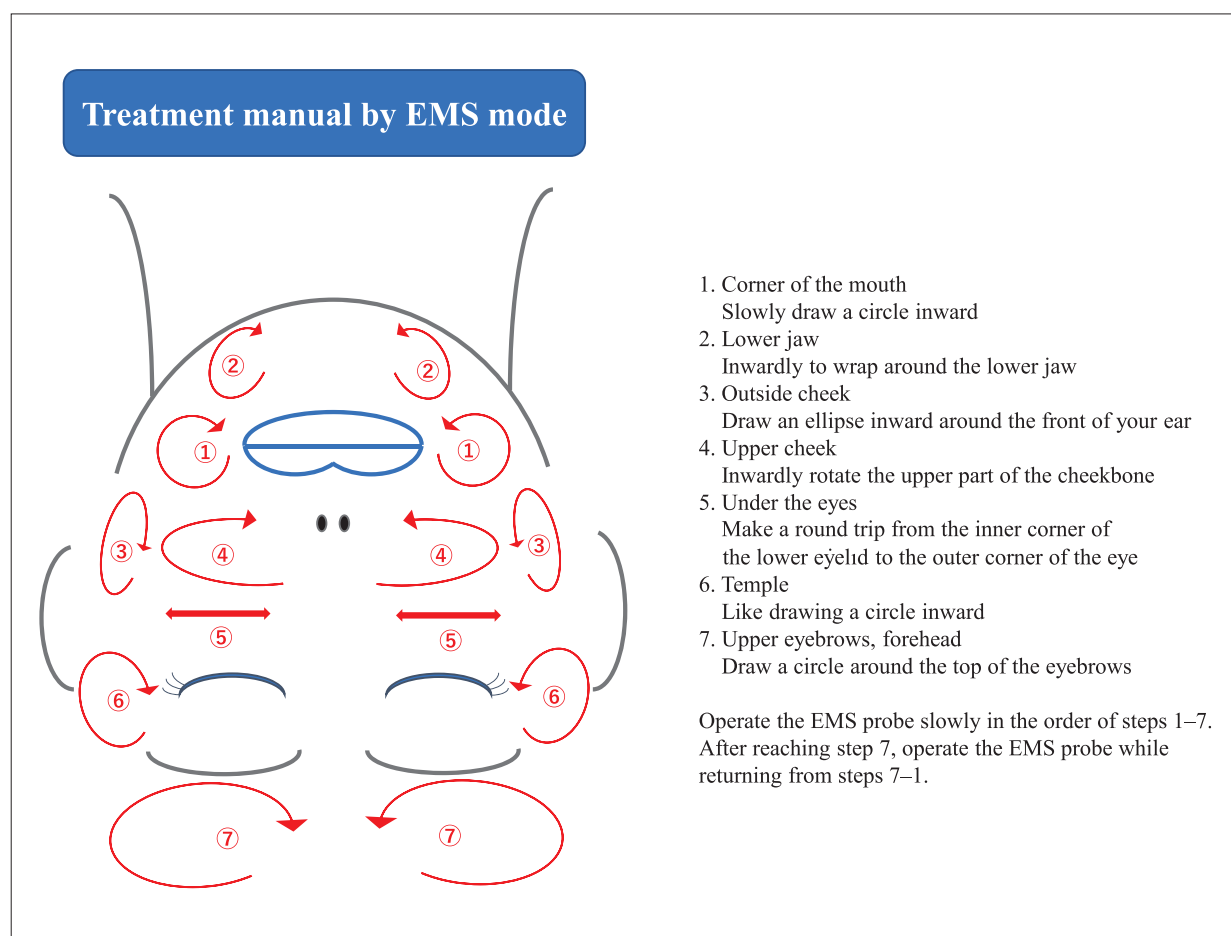 Treatment manual by EMS mode
② ②
① ①
③ ④ ④ ③
⑤ ⑤
⑥ ⑥
⑦ ⑦
1. Corner of the mouth
Slowly draw a circle inward
2. Lower jaw
Inwardly to wrap around the lower jaw
3. Outside cheek
Draw an ellipse inward around the front of your ear
4. Upper cheek
Inwardly rotate the upper part of the cheekbone
5. Under the eyes
Make a round trip from the inner corner of
the lower eyelid to the outer corner of the eye
6. Temple
Like drawing a circle inward
7. Upper eyebrows, forehead
Draw a circle around the top of the eyebrows
Operate the EMS probe slowly in the order of steps 1–7.
After reaching step 7, operate the EMS probe while
returning from steps 7–1.